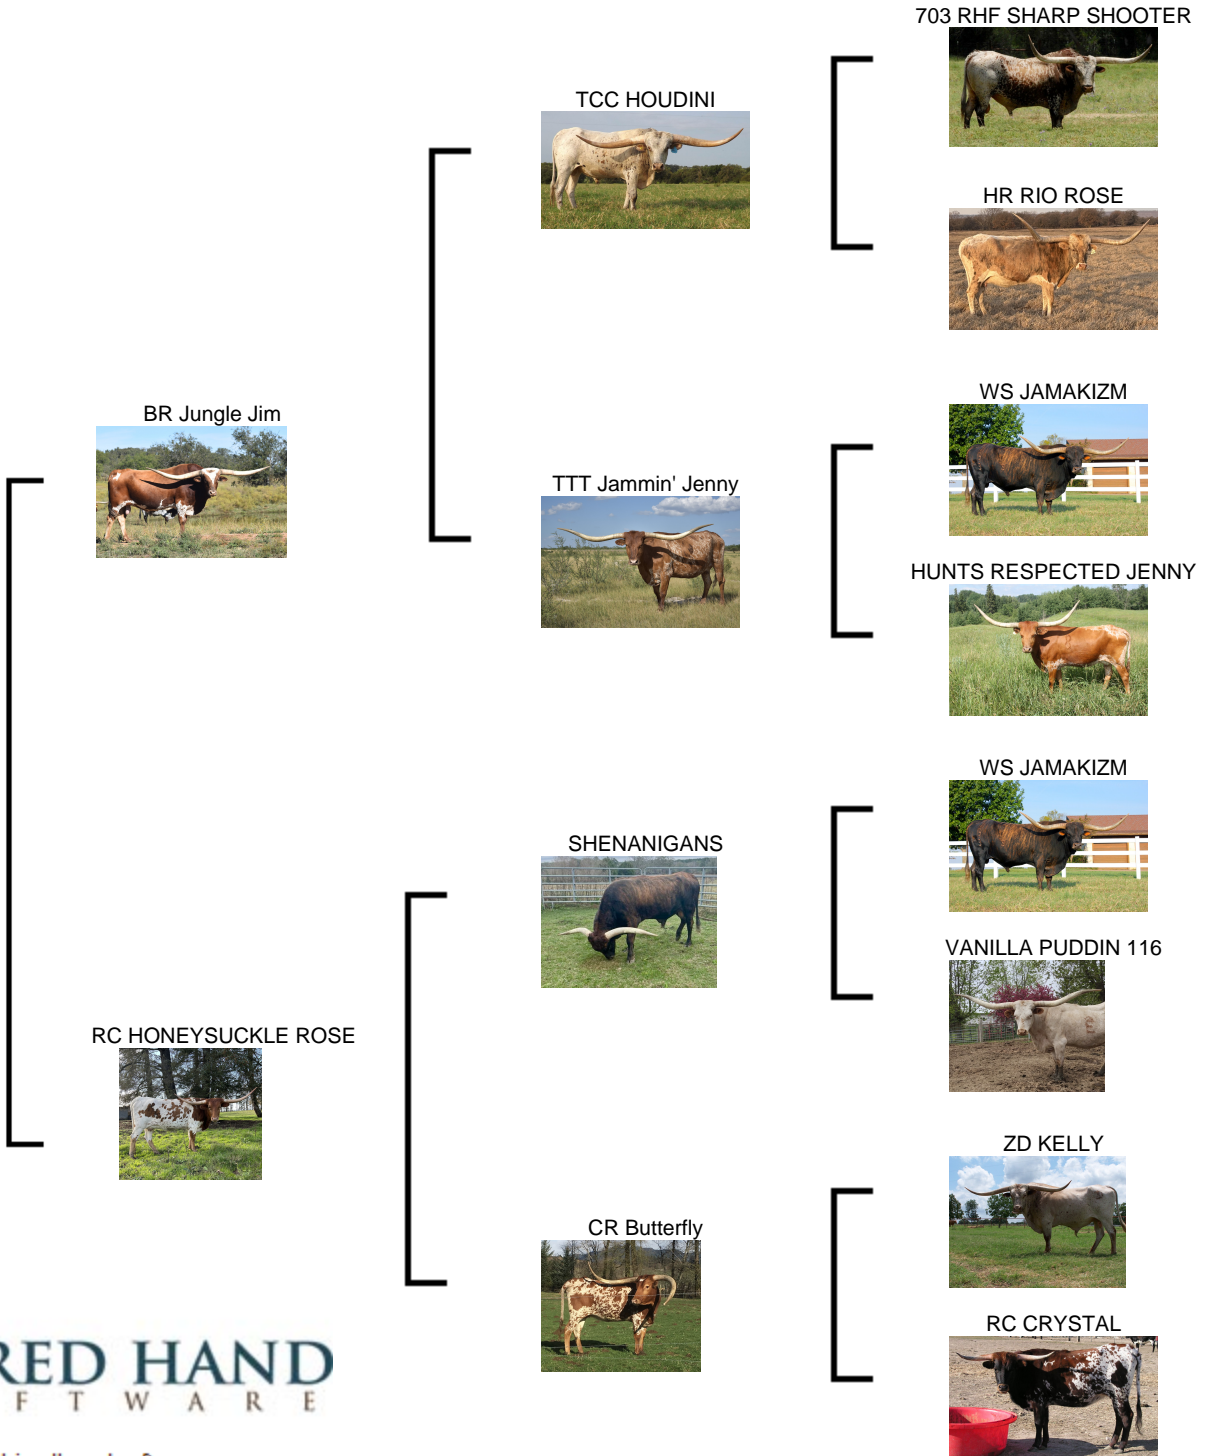 703 RHF SHARP SHOOTER
TCC HOUDINI
HR RIO ROSE
WS JAMAKIZM
BR Jungle Jim
TTT Jammin' Jenny
HUNTS RESPECTED JENNY
WS JAMAKIZM
SHENANIGANS
VANILLA PUDDIN 116
RC HONEYSUCKLE ROSE
ZD KELLY
CR Butterfly
RC CRYSTAL
RED HAND
F T W A R E